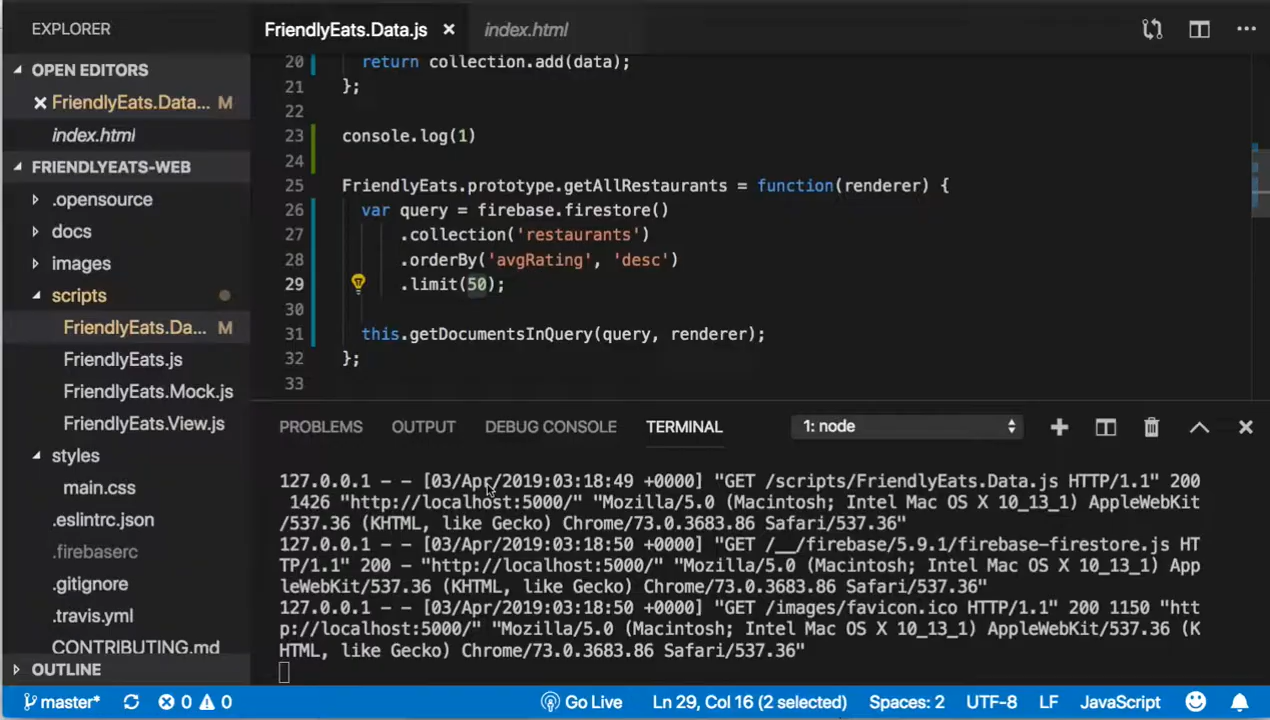 EXPLORER
OPEN EDITORS
FriendlyEats.Data... M
index.html
FRIENDLYEATS-WEB
.opensource
docs
images
scripts
FriendlyEats.Da... M
FriendlyEats.js
FriendlyEats.Mock.js
FriendlyEats.View.js
styles
main.css
.eslintrc.json
.firebaserc
.gitignore
.travis.yml
CONTRIBUTING.md
OUTLINE
FriendlyEats.Data.js index.html
20 return collection.add(data);
21 };
22
23 console.log(1)
24
25 FriendlyEats.prototype.getAllRestaurants = function(renderer) {
26 var query = firebase.firestore()
27 .collection('restaurants')
28 .orderBy('avgRating', 'desc')
29 .limit(50);
30
31 this.getDocumentsInQuery(query, renderer);
32 };
33
PROBLEMS OUTPUT DEBUG CONSOLE TERMINAL 1: node
127.0.0.1 - - [03/Apr/2019:03:18:49 +0000] "GET /scripts/FriendlyEats.Data.js HTTP/1.1" 200
1426 "http://localhost:5000/" "Mozilla/5.0 (Macintosh; Intel Mac OS X 10_13_1) AppleWebKit
/537.36 (KHTML, like Gecko) Chrome/73.0.3683.86 Safari/537.36"
127.0.0.1 - - [03/Apr/2019:03:18:50 +0000] "GET /__/firebase/5.9.1/firebase-firestore.js HT
TP/1.1" 200 - "http://localhost:5000/" "Mozilla/5.0 (Macintosh; Intel Mac OS X 10_13_1) App
leWebKit/537.36 (KHTML, like Gecko) Chrome/73.0.3683.86 Safari/537.36"
127.0.0.1 - - [03/Apr/2019:03:18:50 +0000] "GET /images/favicon.ico HTTP/1.1" 200 1150 "htt
p://localhost:5000/" "Mozilla/5.0 (Macintosh; Intel Mac OS X 10_13_1) AppleWebKit/537.36 (K
HTML, like Gecko) Chrome/73.0.3683.86 Safari/537.36"
master* 0 0 Go Live Ln 29, Col 16 (2 selected) Spaces: 2 UTF-8 LF JavaScript